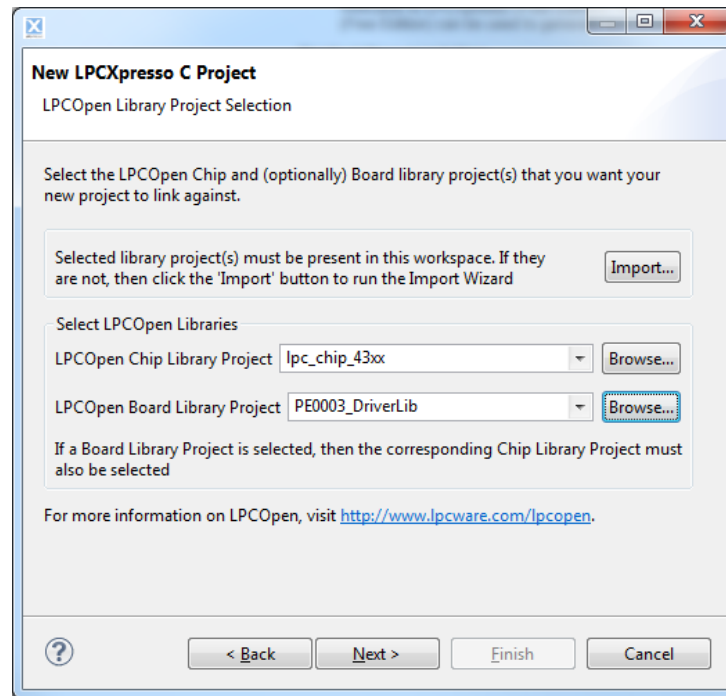 New LPCXpresso C Project
LPCOpen Library Project Selection
Select the LPCOpen Chip and (optionally) Board library project(s) that you want your
new project to link against.
Selected library project(s) must be present in this workspace. If they
are not, then click the 'Import' button to run the Import Wizard
Import...
Select LPCOpen Libraries
LPCOpen Chip Library Project lpc_chip_43xx Browse...
LPCOpen Board Library Project PE0003_DriverLib Browse...
If a Board Library Project is selected, then the corresponding Chip Library Project must
also be selected
For more information on LPCOpen, visit http://www.lpcware.com/lpcopen.
? < Back Next > Finish Cancel